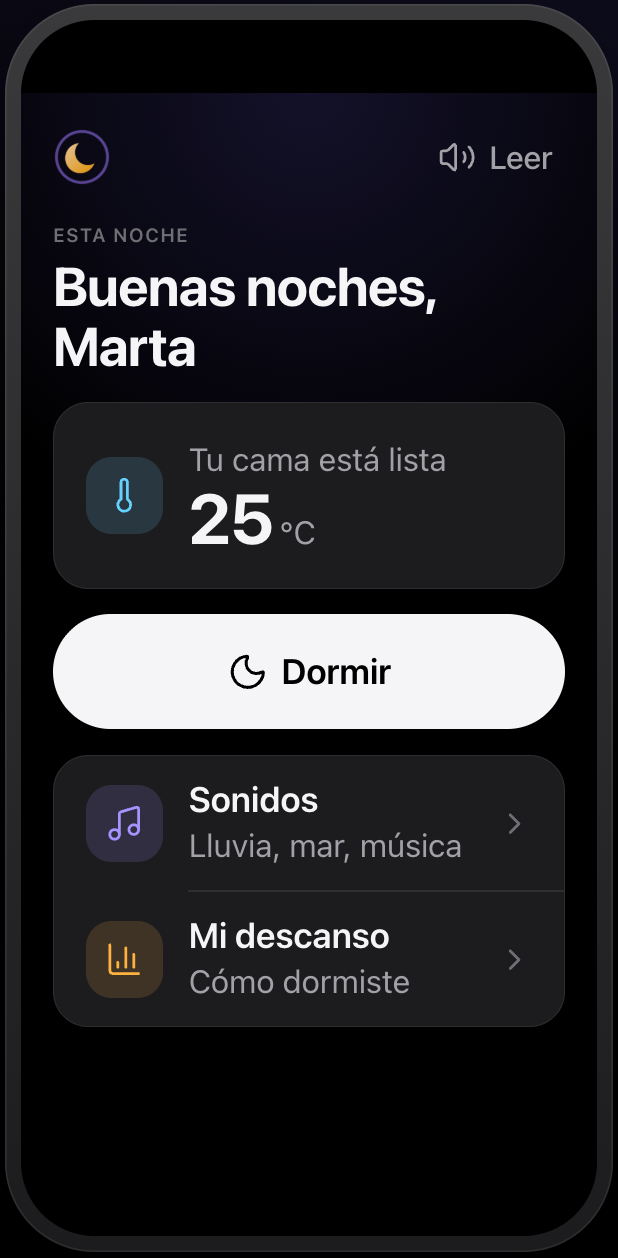 Leer
ESTA NOCHE
Buenas noches,
Marta
Tu cama está lista
25 °C
Dormir
Sonidos
Lluvia, mar, música
Mi descanso
Cómo dormiste